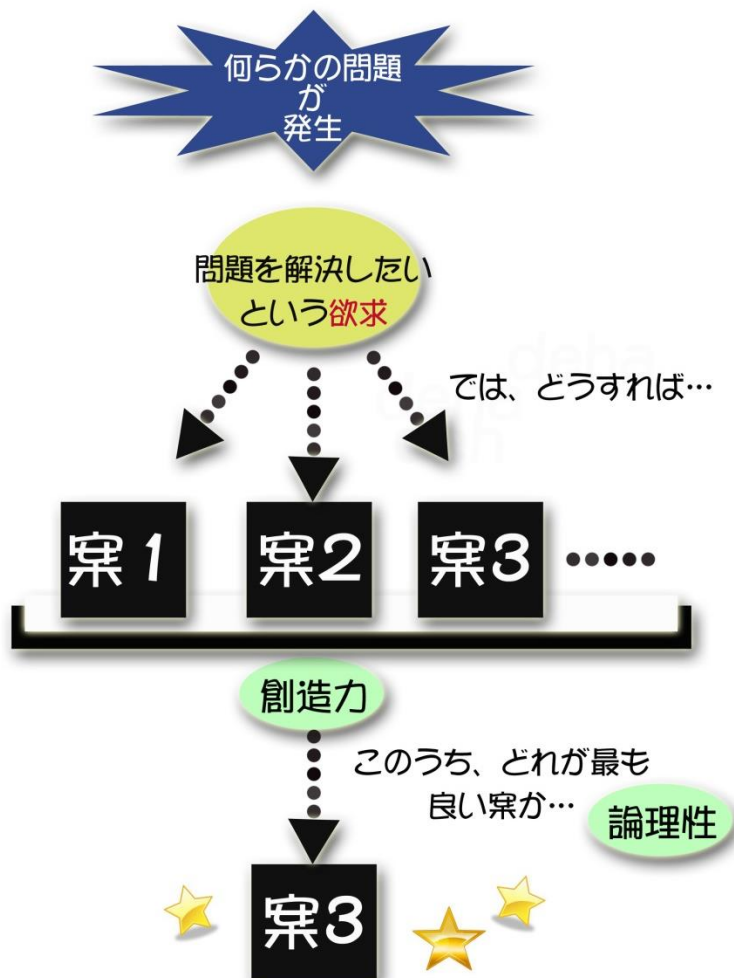 何らかの問題
が
発生
問題を解決したい
という欲求
では、どうすれば…
案1
案2
案3
創造力
このうち、どれが最も
良い案か…
論理性
案3